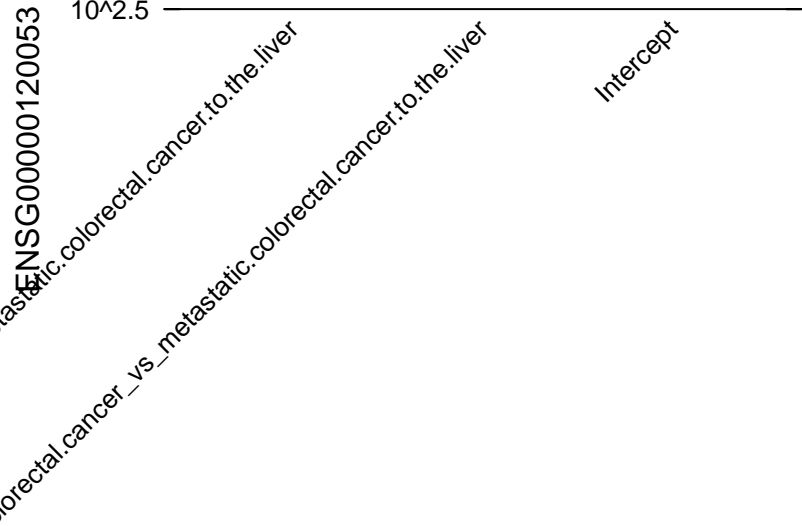 10^2.5
ENSG00000120053
metastatic.colorectal.cancer.to.the.liver
colorectal.cancer_vs_metastatic.colorectal.cancer.to.the.liver
Intercept